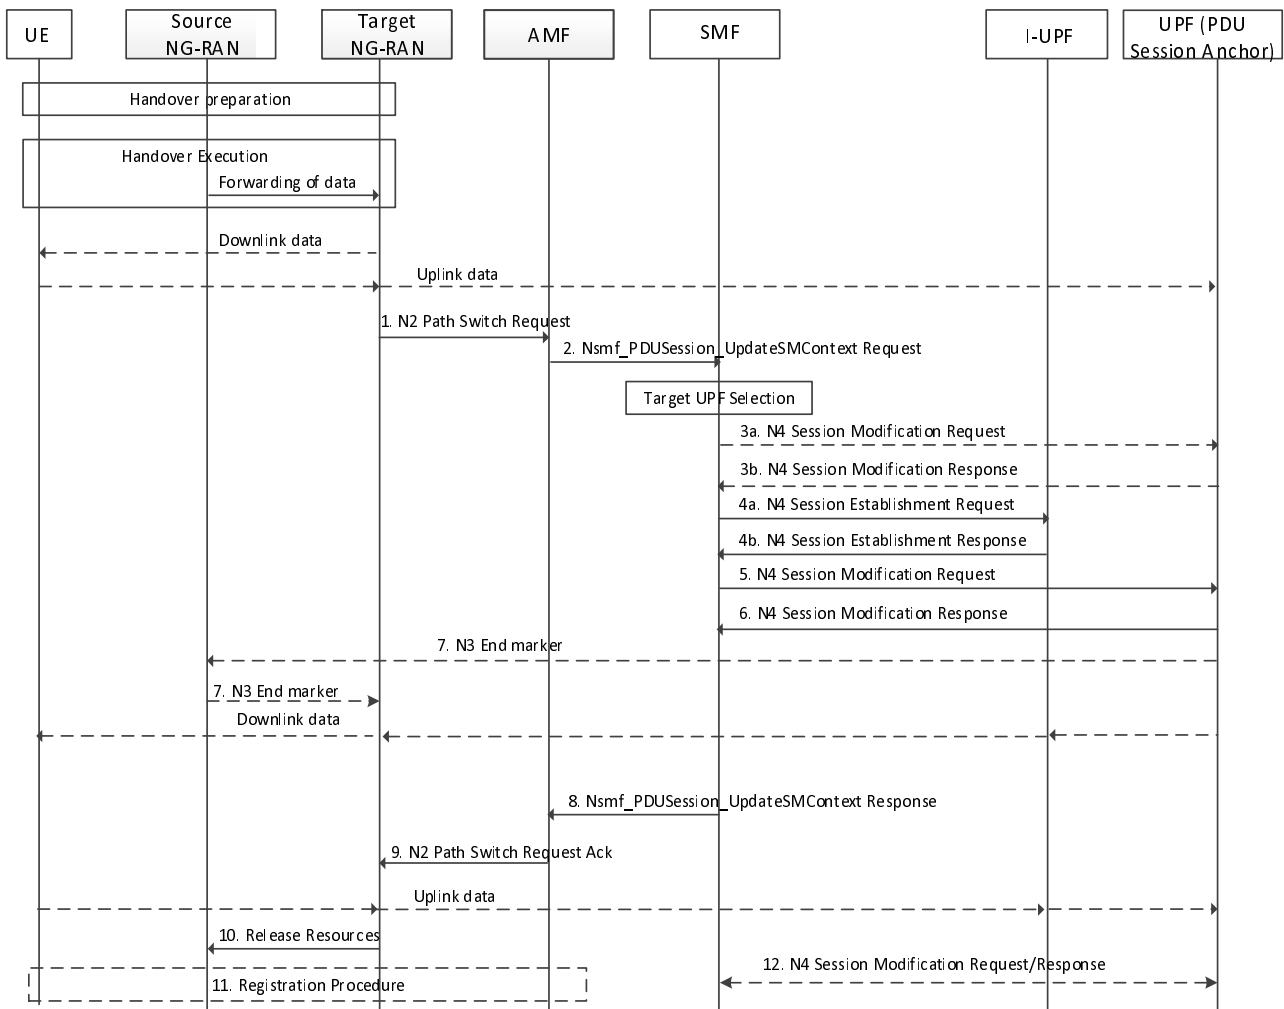 UE
Source
NG-RAN
Target
NG-RAN
AMF
SMF
I-UPF
UPF (PDU
Session Anchor)
Handover preparation
Handover Execution
Forwarding of data
Downlink data
Uplink data
1. N2 Path Switch Request
2. Nsmf_PDUSession_UpdateSMContext Request
Target UPF Selection
3a. N4 Session Modification Request
3b. N4 Session Modification Response
4a. N4 Session Establishment Request
4b. N4 Session Establishment Response
5. N4 Session Modification Request
6. N4 Session Modification Response
7. N3 End marker
7. N3 End marker
Downlink data
8. Nsmf_PDUSession_UpdateSMContext Response
9. N2 Path Switch Request Ack
Uplink data
10. Release Resources
12. N4 Session Modification Request/Response
11. Registration Procedure